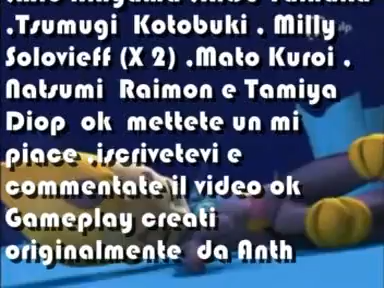 .Tsumugi Kotobuki . Milly
Solovieff (X 2) .Mato Kuroi .
Natsumi Raimon e Tamiya
Diop ok mettete un mi
piace .iscrivetevi e
commentate il video ok
Gameplay creati
originalmente da Anth